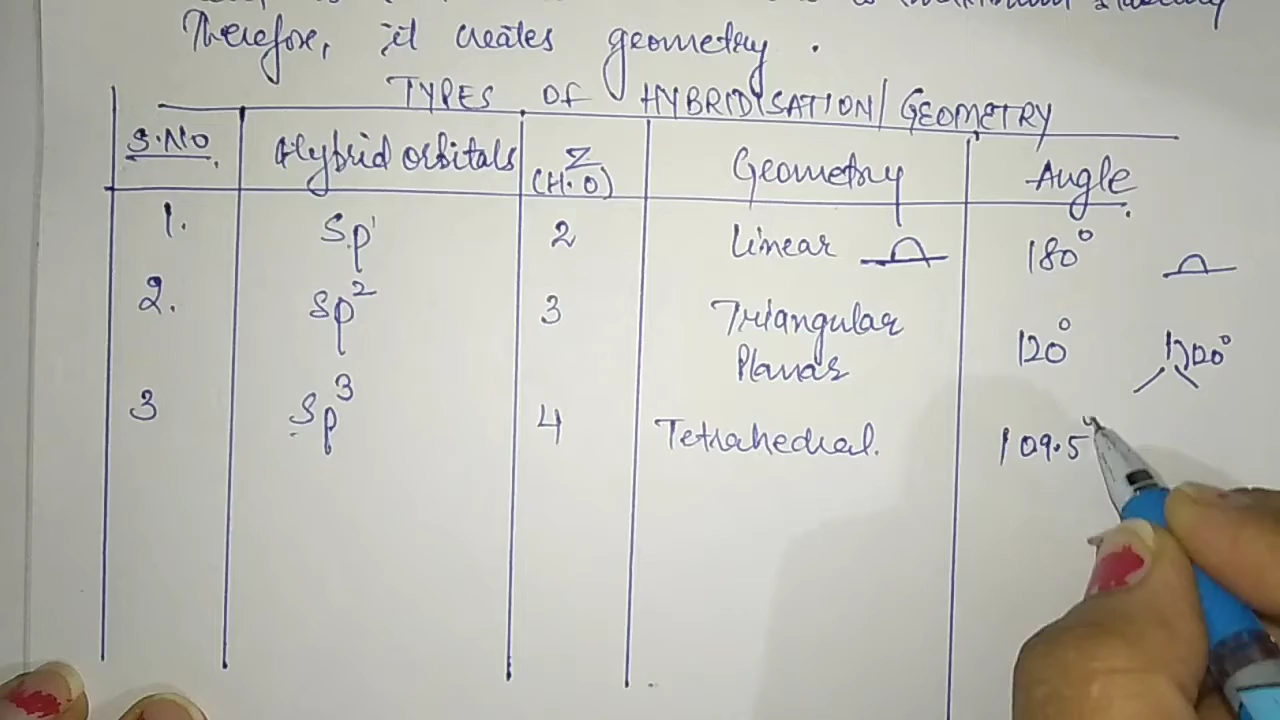 Therefore, it creates geometry.
TYPES OF HYBRIDISATION/GEOMETRY
S.NO. Hybrid orbitals Z (H.O) Geometry Angle
1. Sp¹ 2 Linear 180°
2. Sp² 3 Triangular Planar 120° 120°
3 Sp³ 4 Tetrahedral. 109.5